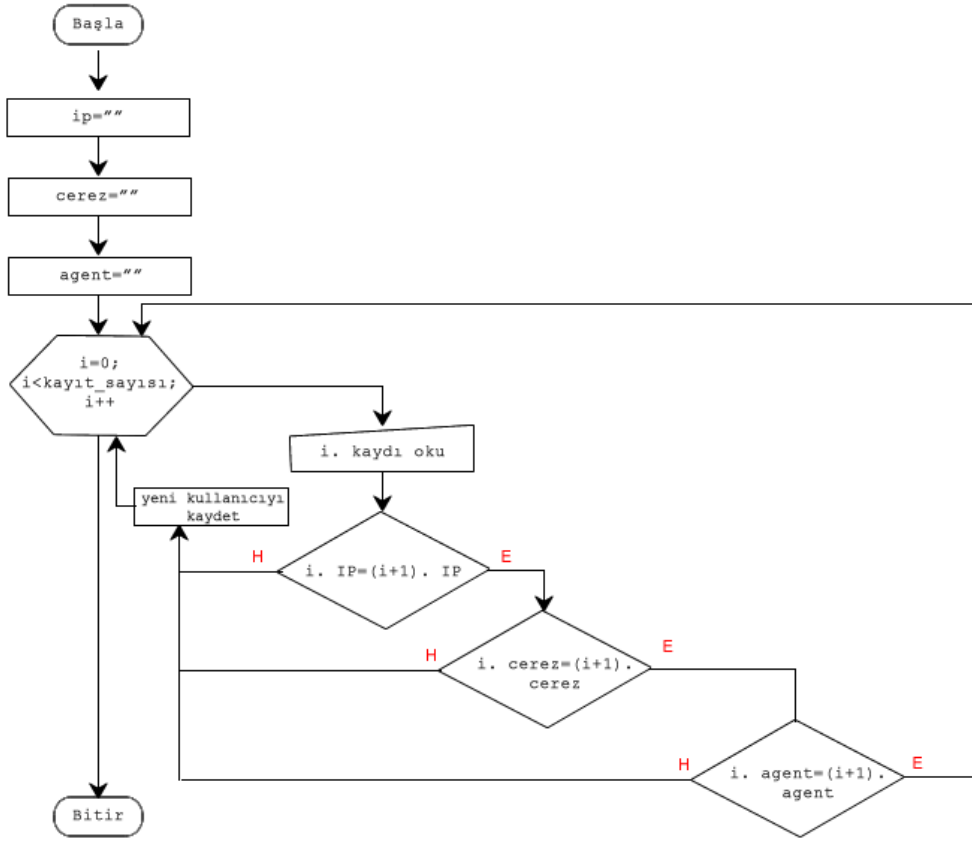 Başla
ip=""
cerez=""
agent=""
i=0;
i<kayıt_sayısı;
i++
i. kaydı oku
yeni kullanıcıyı
kaydet
H
i. IP=(i+1). IP
E
H
i. cerez=(i+1).
cerez
E
H
i. agent=(i+1).
agent
E
Bitir